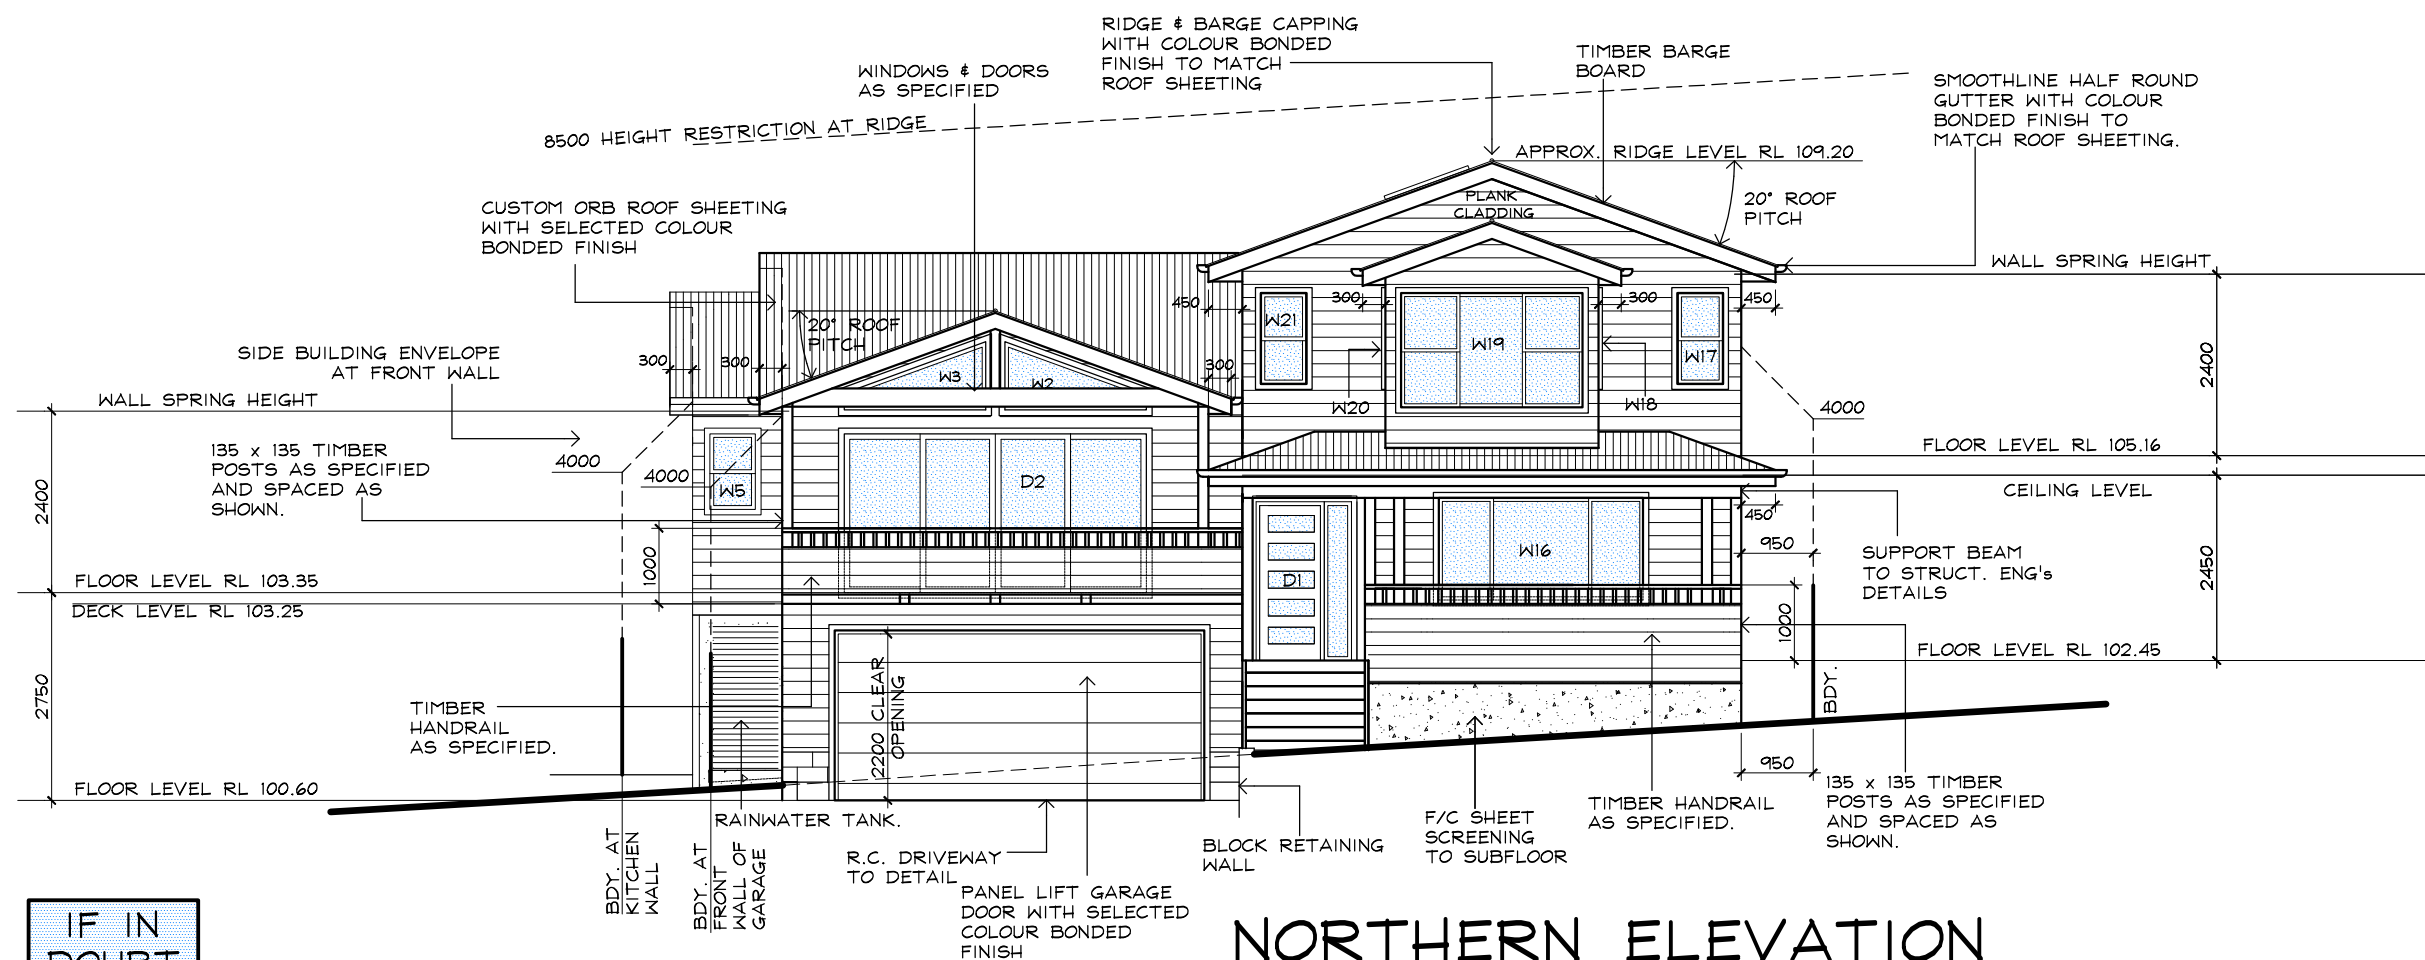 RIDGE & BARGE CAPPING
WITH COLOUR BONDED
FINISH TO MATCH
ROOF SHEETING
TIMBER BARGE
BOARD
WINDOWS & DOORS
AS SPECIFIED
SMOOTHLINE HALF ROUND
GUTTER WITH COLOUR
BONDED FINISH TO
MATCH ROOF SHEETING.
8500 HEIGHT RESTRICTION AT RIDGE
APPROX. RIDGE LEVEL RL 109.20
20° ROOF
PITCH
PLANK
CLADDING
CUSTOM ORB ROOF SHEETING
WITH SELECTED COLOUR
BONDED FINISH
WALL SPRING HEIGHT
450
300
300
450
W21
W19
W17
W20
W18
20° ROOF
PITCH
300
300
300
W3
W2
SIDE BUILDING ENVELOPE
AT FRONT WALL
WALL SPRING HEIGHT
2400
4000
FLOOR LEVEL RL 105.16
135 x 135 TIMBER
POSTS AS SPECIFIED
AND SPACED AS
SHOWN.
4000
4000
W5
D2
CEILING LEVEL
450
2400
1000
950
W16
D1
SUPPORT BEAM
TO STRUCT. ENG's
DETAILS
2450
FLOOR LEVEL RL 103.35
DECK LEVEL RL 103.25
1000
FLOOR LEVEL RL 102.45
BDY.
2750
TIMBER
HANDRAIL
AS SPECIFIED.
2200 CLEAR
OPENING
950
FLOOR LEVEL RL 100.60
RAINWATER TANK.
135 x 135 TIMBER
POSTS AS SPECIFIED
AND SPACED AS
SHOWN.
TIMBER HANDRAIL
AS SPECIFIED.
F/C SHEET
SCREENING
TO SUBFLOOR
BLOCK RETAINING
WALL
R.C. DRIVEWAY
TO DETAIL
BDY. AT
KITCHEN
WALL
BDY. AT
FRONT
WALL OF
GARAGE
PANEL LIFT GARAGE
DOOR WITH SELECTED
COLOUR BONDED
FINISH
IF IN
DOUBT
NORTHERN ELEVATION